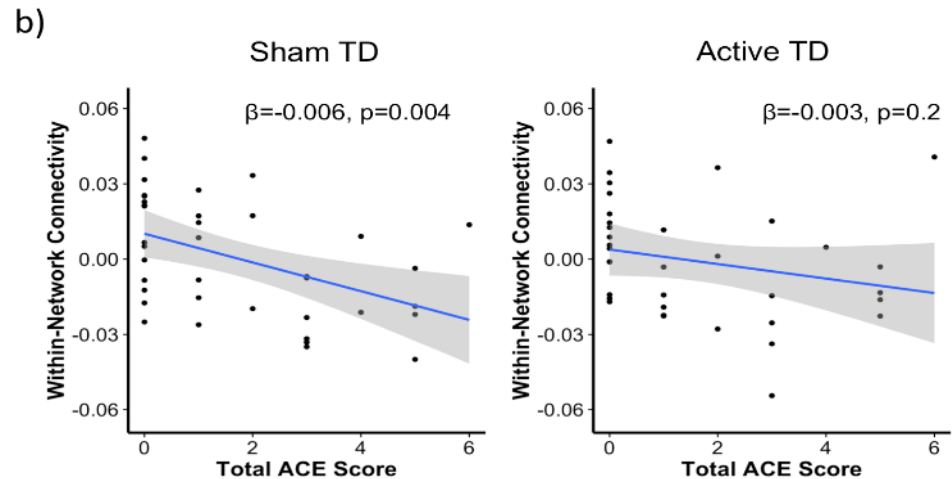 b)
Sham TD
β=-0.006, p=0.004
Within-Network Connectivity
0.06
0.03
0.00
-0.03
-0.06
0 2 4 6
Total ACE Score
Active TD
β=-0.003, p=0.2
Within-Network Connectivity
0.06
0.03
0.00
-0.03
-0.06
0 2 4 6
Total ACE Score